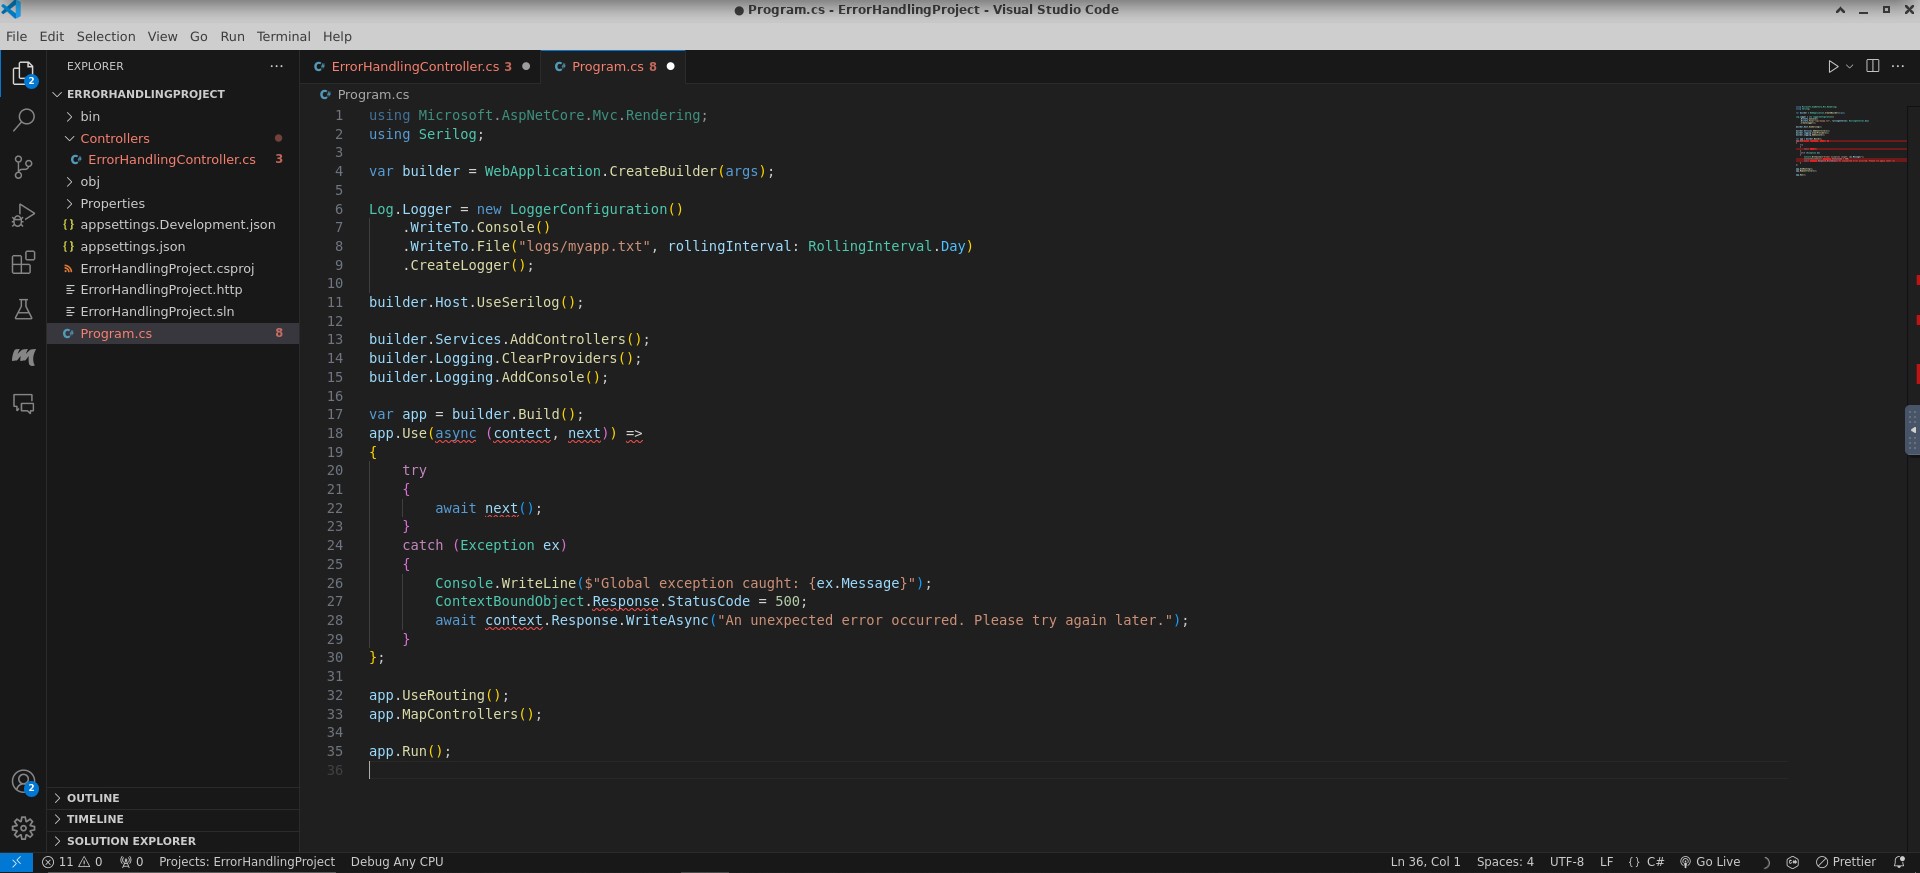 ● Program.cs - ErrorHandlingProject - Visual Studio Code
File Edit Selection View Go Run Terminal Help
EXPLORER
ERRORHANDLINGPROJECT
bin
Controllers
ErrorHandlingController.cs 3
obj
Properties
{} appsettings.Development.json
{} appsettings.json
ErrorHandlingProject.csproj
ErrorHandlingProject.http
ErrorHandlingProject.sln
Program.cs 8
OUTLINE
TIMELINE
SOLUTION EXPLORER
2
2
ErrorHandlingController.cs 3 ● Program.cs 8 ●
Program.cs
1 using Microsoft.AspNetCore.Mvc.Rendering;
2 using Serilog;
3
4 var builder = WebApplication.CreateBuilder(args);
5
6 Log.Logger = new LoggerConfiguration()
7     .WriteTo.Console()
8     .WriteTo.File("logs/myapp.txt", rollingInterval: RollingInterval.Day)
9     .CreateLogger();
10
11 builder.Host.UseSerilog();
12
13 builder.Services.AddControllers();
14 builder.Logging.ClearProviders();
15 builder.Logging.AddConsole();
16
17 var app = builder.Build();
18 app.Use(async (contect, next)) =>
19 {
20     try
21     {
22         await next();
23     }
24     catch (Exception ex)
25     {
26         Console.WriteLine($"Global exception caught: {ex.Message}");
27         ContextBoundObject.Response.StatusCode = 500;
28         await context.Response.WriteAsync("An unexpected error occurred. Please try again later.");
29     }
30 };
31
32 app.UseRouting();
33 app.MapControllers();
34
35 app.Run();
36
11 0 0 Projects: ErrorHandlingProject Debug Any CPU Ln 36, Col 1 Spaces: 4 UTF-8 LF {} C# Go Live Prettier